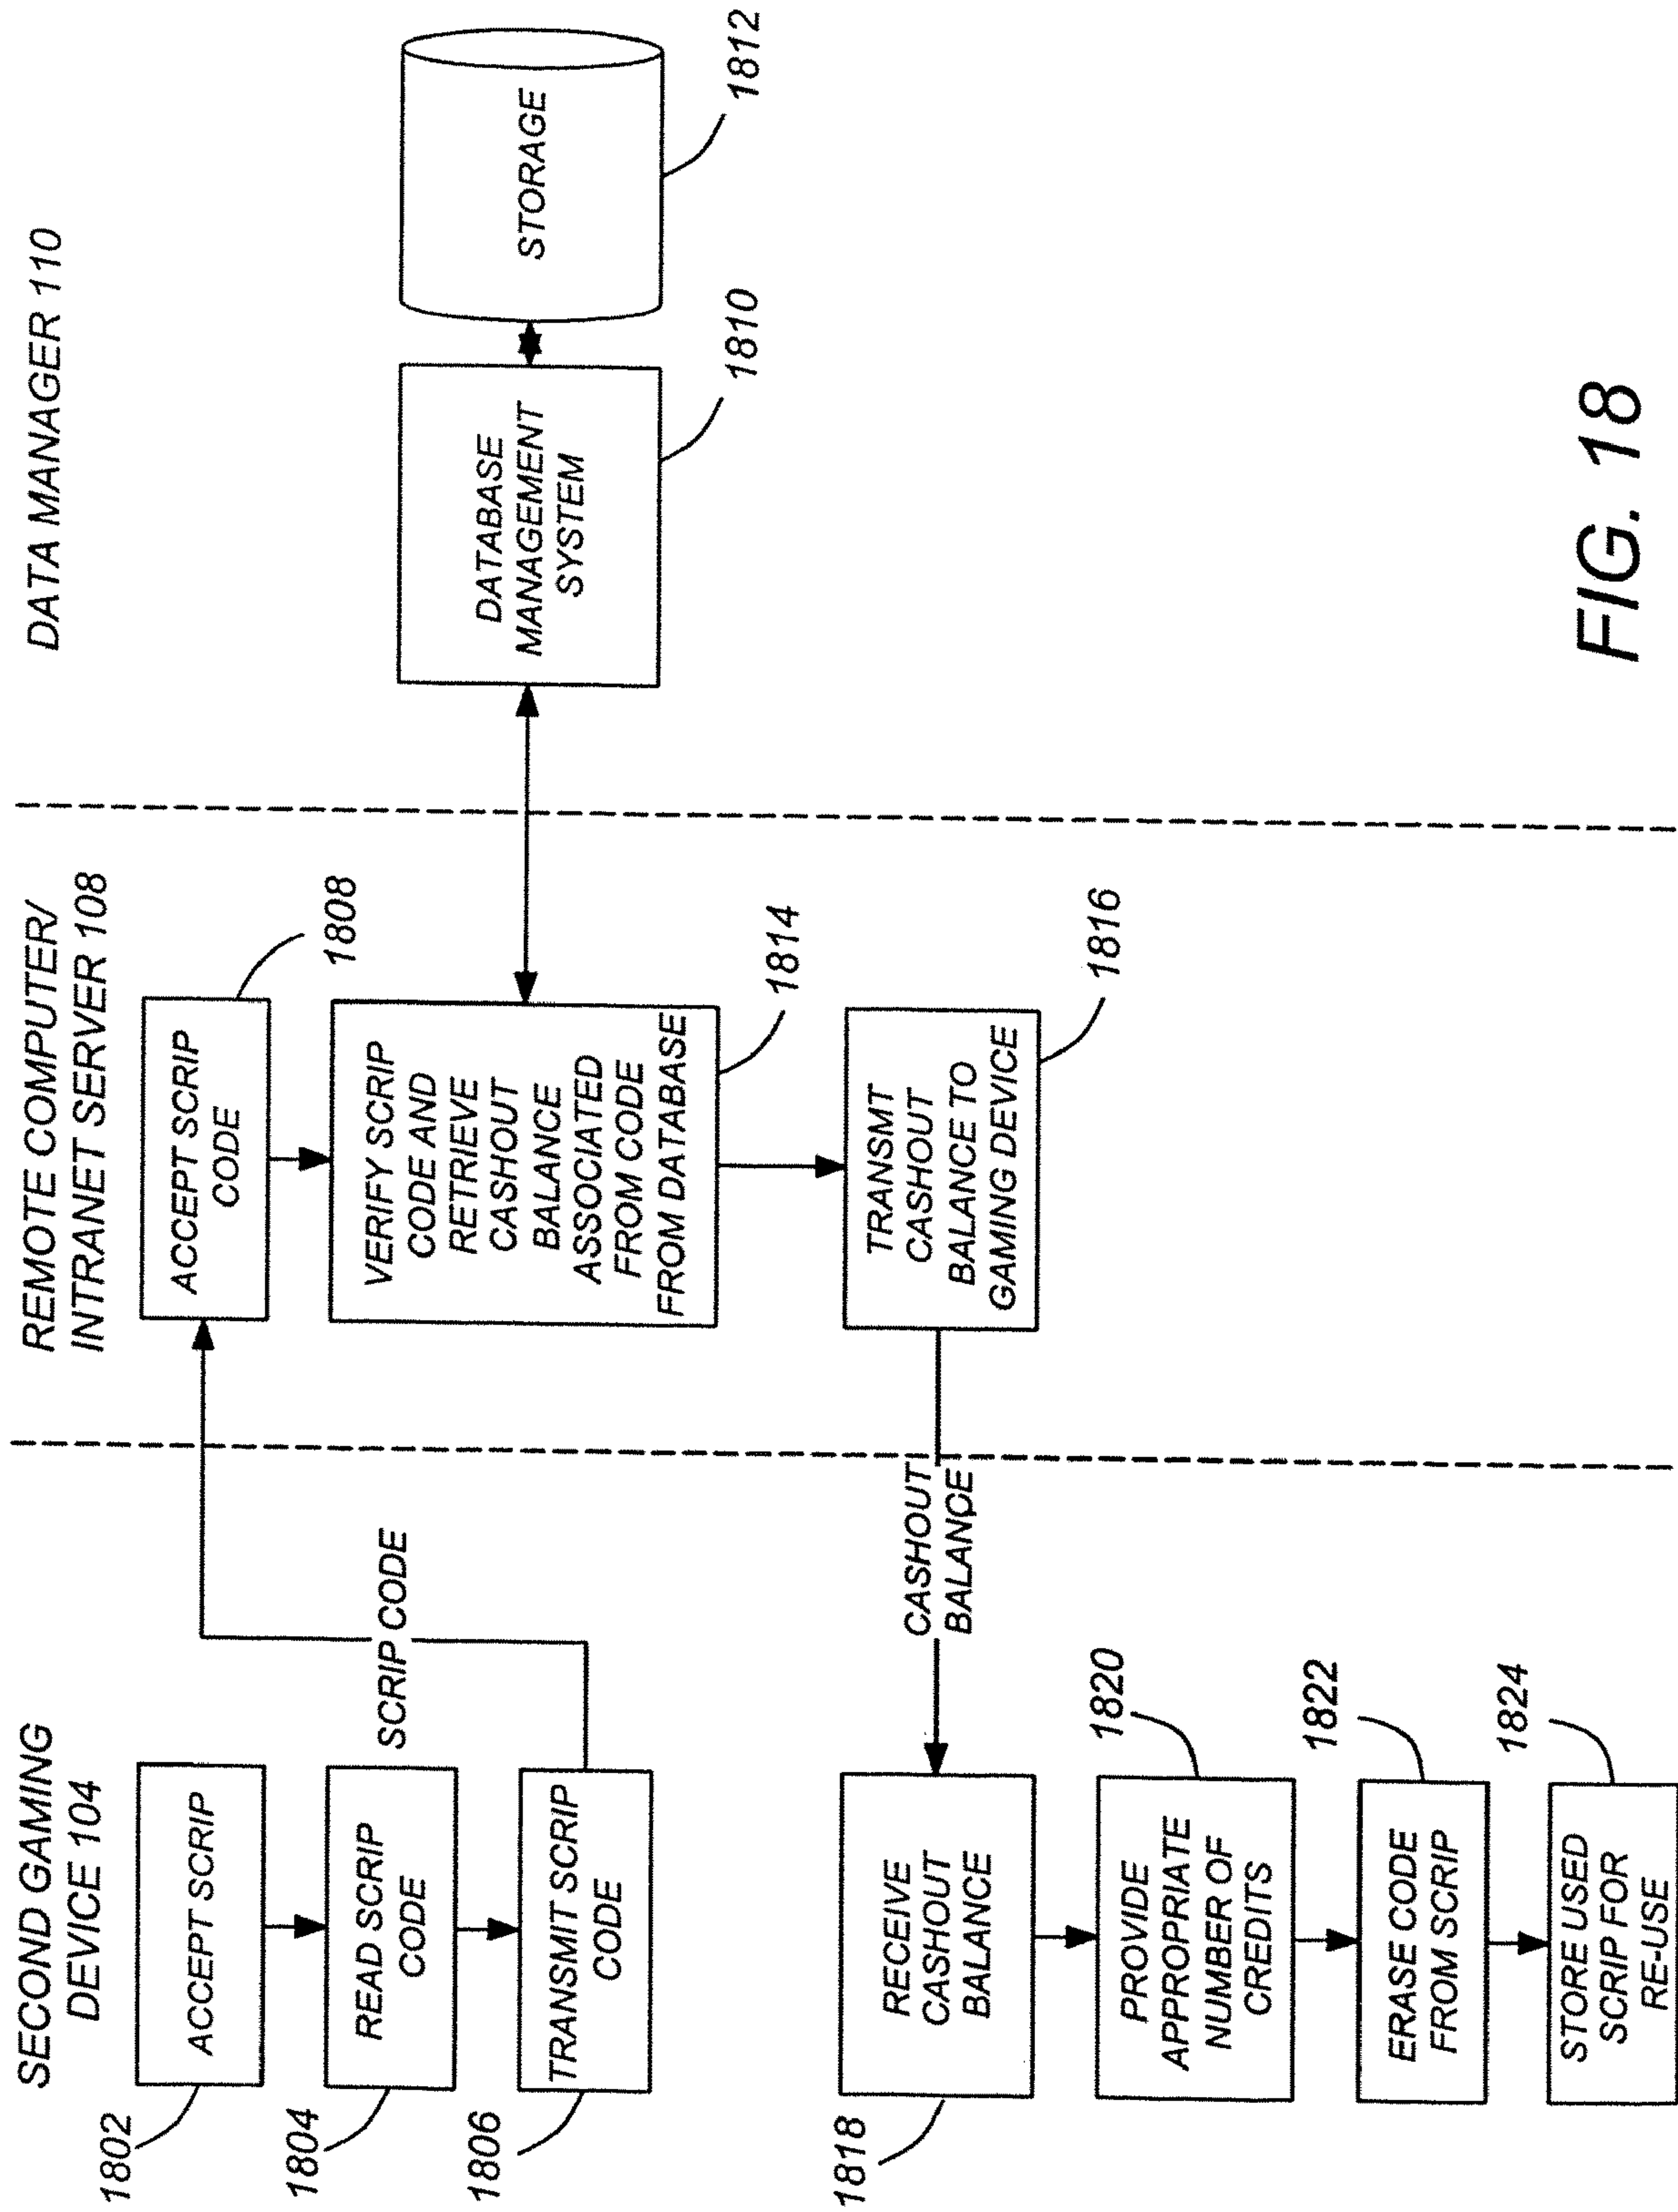 SECOND GAMING
DEVICE 104
ACCEPT SCRIP
1802
READ SCRIP
CODE
1804
TRANSMIT SCRIP
CODE
1806
SCRIP CODE
CASHOUT
BALANCE
RECEIVE
CASHOUT
BALANCE
1818
PROVIDE
APPROPRIATE
NUMBER OF
CREDITS
1820
ERASE CODE
FROM SCRIP
1822
STORE USED
SCRIP FOR
RE-USE
1824
REMOTE COMPUTER/
INTRANET SERVER 108
ACCEPT SCRIP
CODE
1808
VERIFY SCRIP
CODE AND
RETRIEVE
CASHOUT
BALANCE
ASSOCIATED
FROM CODE
FROM DATABASE
1814
TRANSMT
CASHOUT
BALANCE TO
GAMING DEVICE
1816
DATA MANAGER 110
DATABASE
MANAGEMENT
SYSTEM
1810
STORAGE
1812
FIG. 18